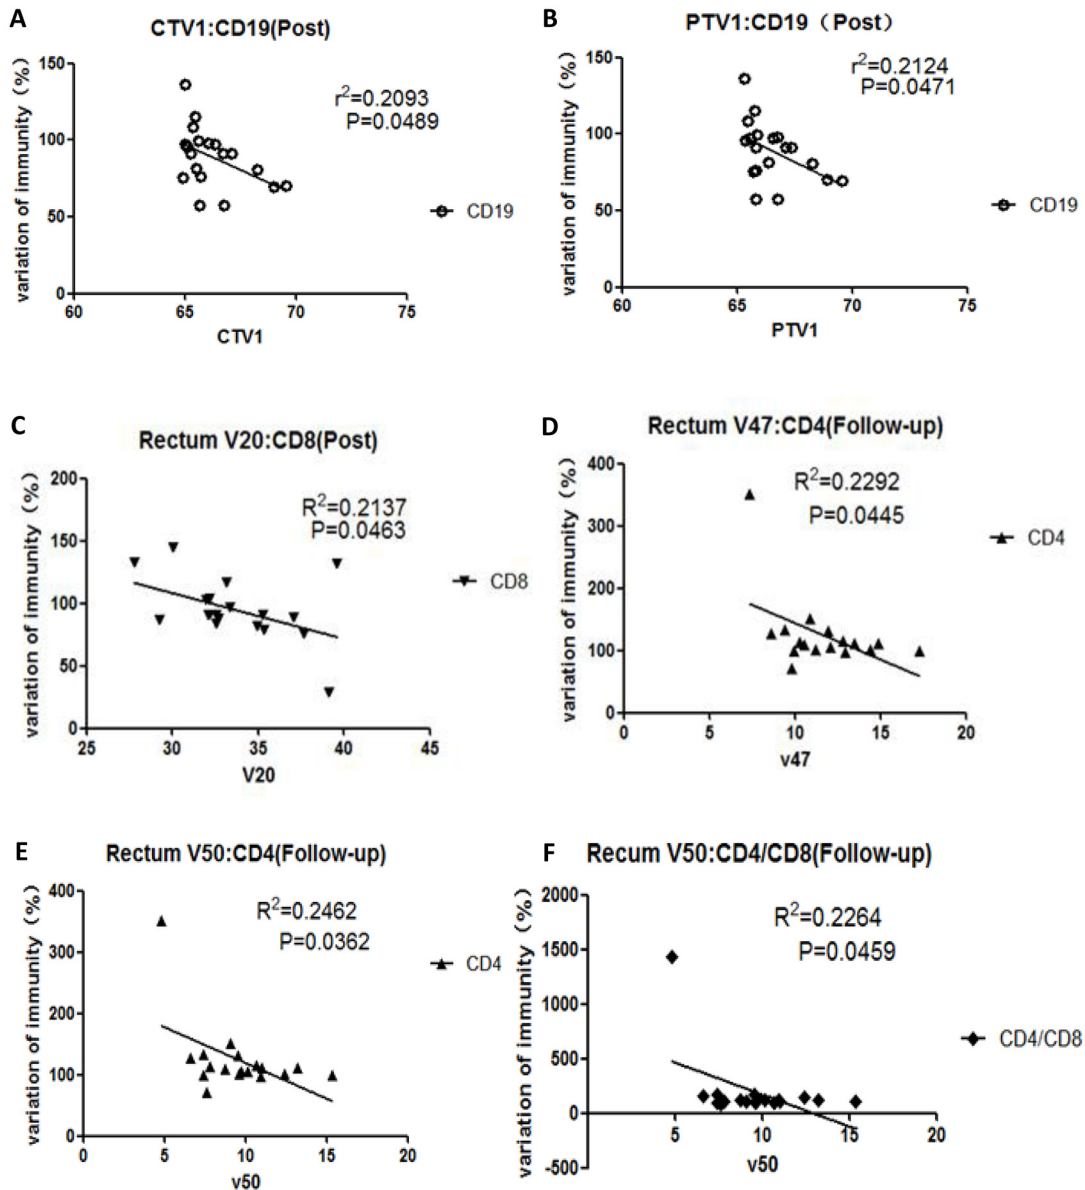 A
CTV1:CD19(Post)
r²=0.2093
P=0.0489
variation of immunity (%)
150
100
50
0
60 65 70 75
CTV1
CD19
B
PTV1:CD19（Post）
r²=0.2124
P=0.0471
variation of immunity (%)
150
100
50
0
60 65 70 75
PTV1
CD19
C
Rectum V20:CD8(Post)
R²=0.2137
P=0.0463
variation of immunity (%)
200
150
100
50
0
25 30 35 40 45
V20
CD8
D
Rectum V47:CD4(Follow-up)
R²=0.2292
P=0.0445
variation of immunity (%)
400
300
200
100
0
0 5 10 15 20
v47
CD4
E
Rectum V50:CD4(Follow-up)
R²=0.2462
P=0.0362
variation of immunity (%)
400
300
200
100
0
0 5 10 15 20
v50
CD4
F
Recum V50:CD4/CD8(Follow-up)
R²=0.2264
P=0.0459
variation of immunity (%)
2000
1500
1000
500
0
-500
5 10 15 20
v50
CD4/CD8